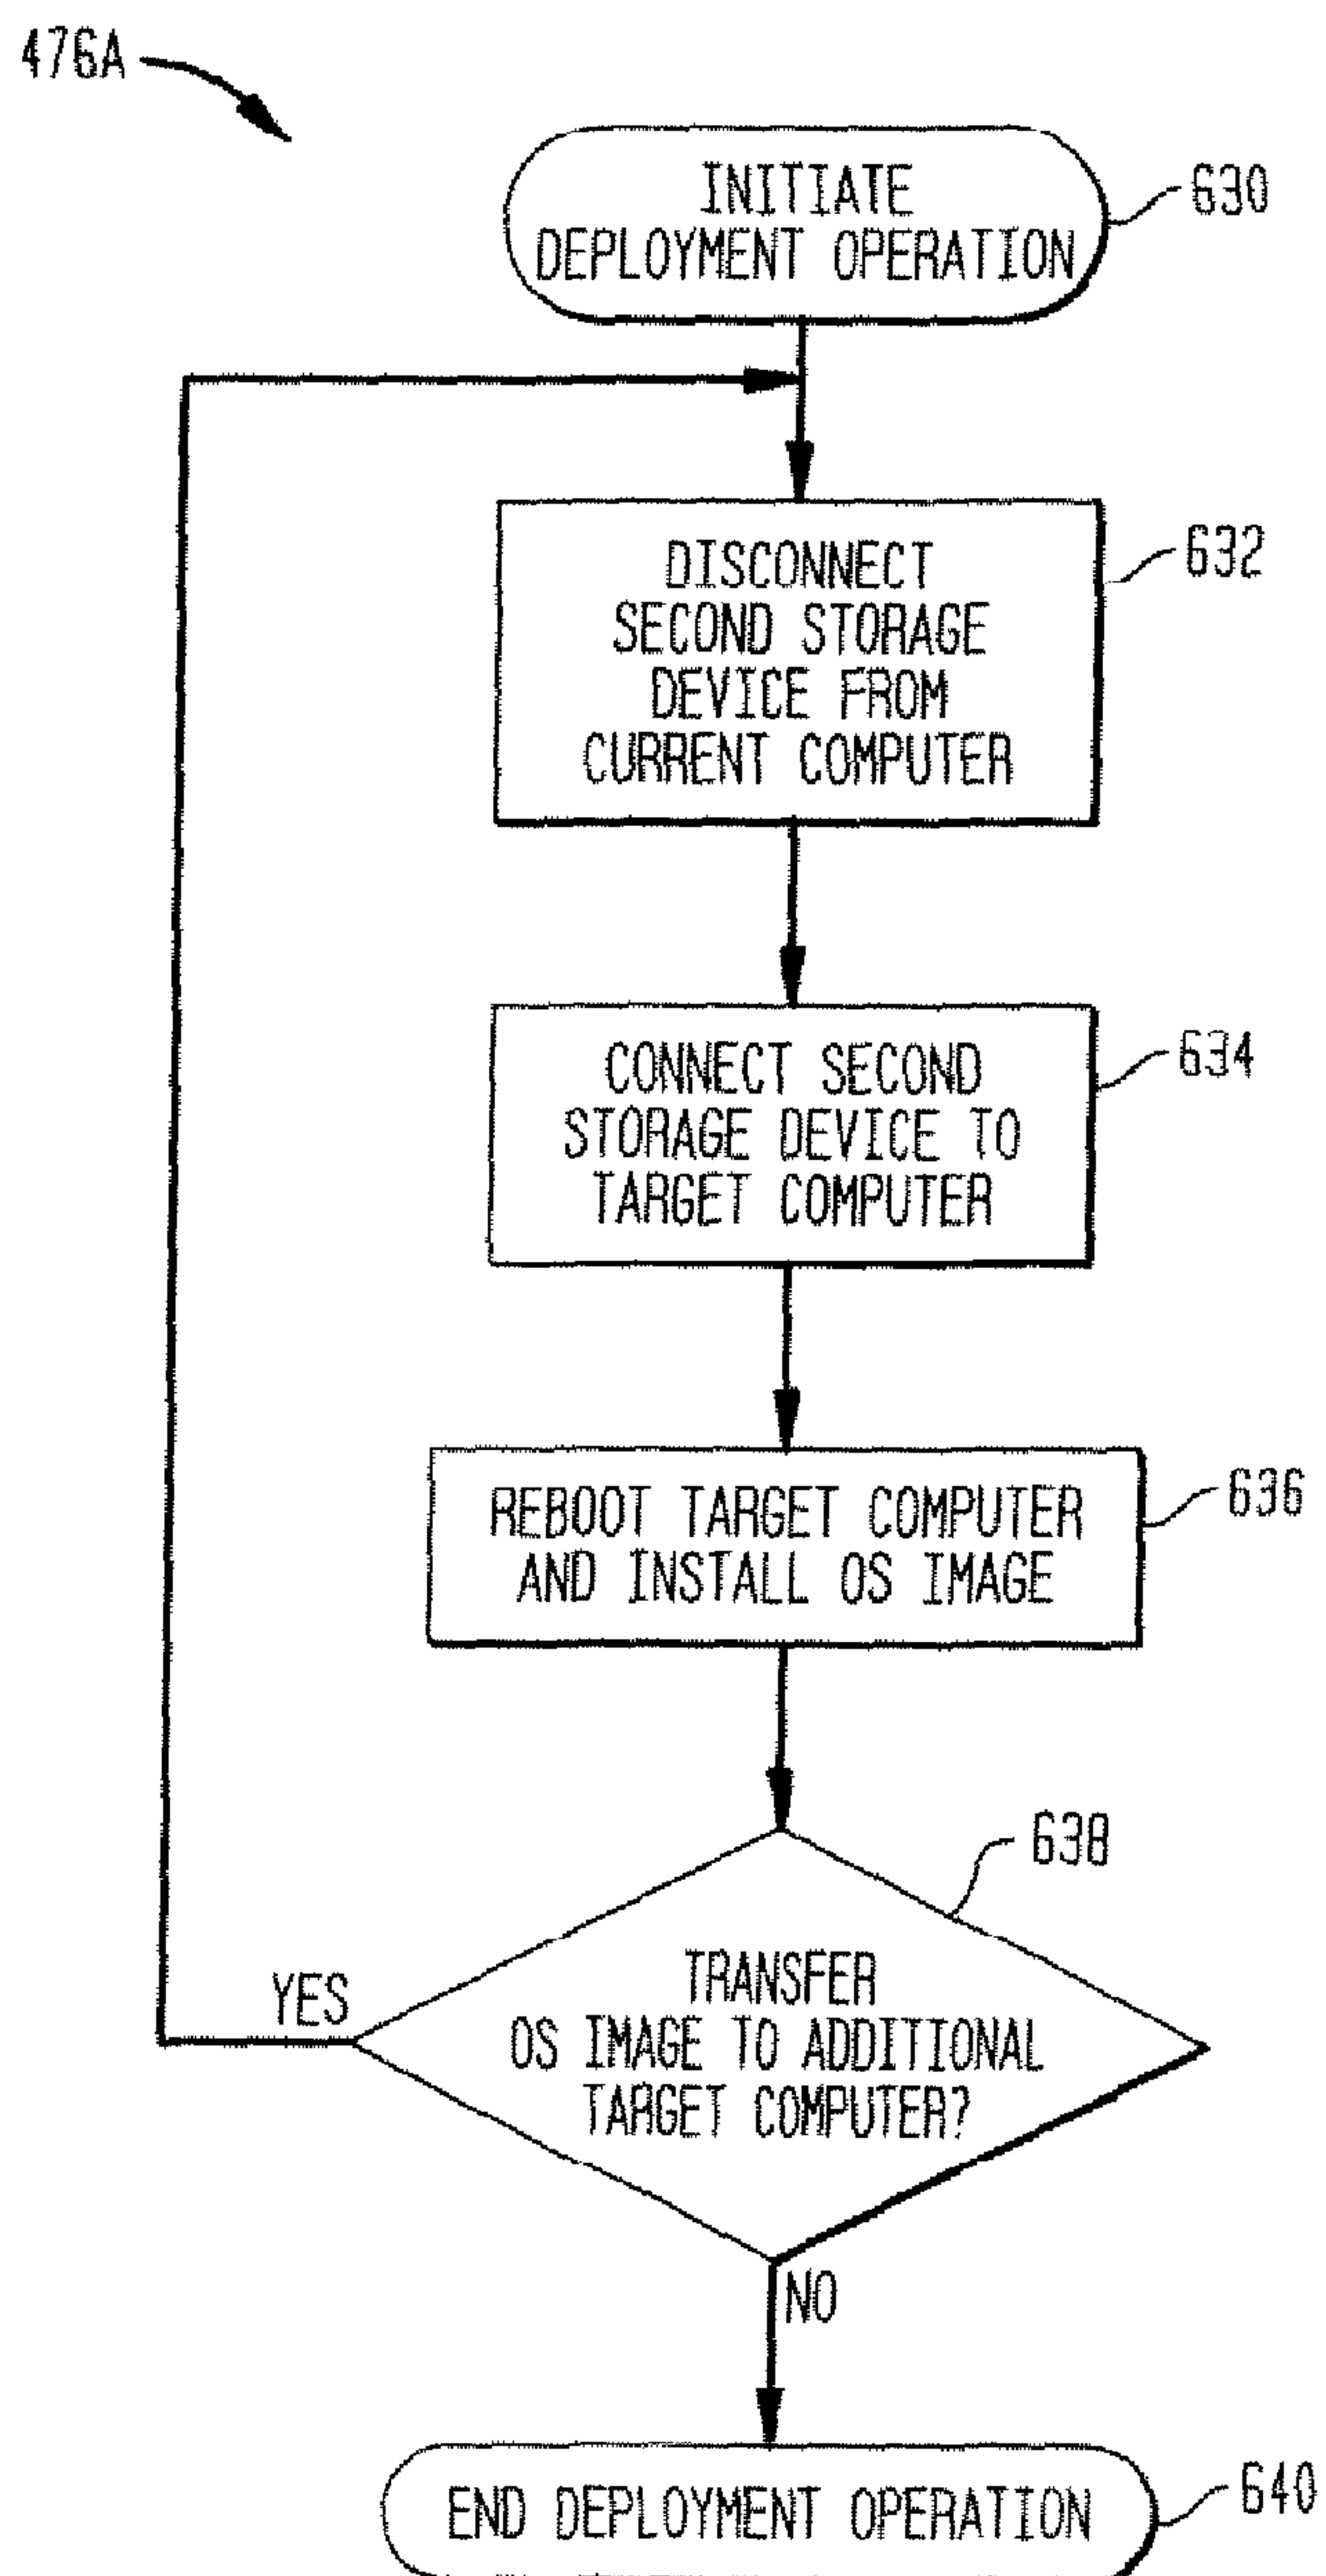 476A
INITIATE
DEPLOYMENT OPERATION
630
DISCONNECT
SECOND STORAGE
DEVICE FROM
CURRENT COMPUTER
632
CONNECT SECOND
STORAGE DEVICE TO
TARGET COMPUTER
634
REBOOT TARGET COMPUTER
AND INSTALL OS IMAGE
636
638
TRANSFER
OS IMAGE TO ADDITIONAL
TARGET COMPUTER?
YES
NO
END DEPLOYMENT OPERATION
640